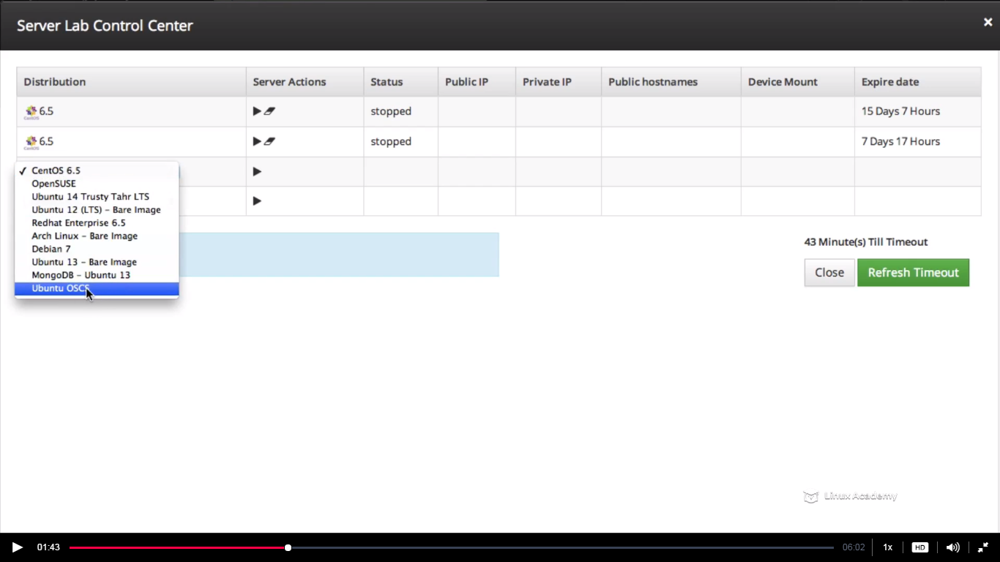 Server Lab Control Center
×
Distribution Server Actions Status Public IP Private IP Public hostnames Device Mount Expire date
CentOS 6.5 stopped 15 Days 7 Hours
CentOS 6.5 stopped 7 Days 17 Hours
✓ CentOS 6.5
OpenSUSE
Ubuntu 14 Trusty Tahr LTS
Ubuntu 12 (LTS) – Bare Image
Redhat Enterprise 6.5
Arch Linux – Bare Image
Debian 7
Ubuntu 13 – Bare Image
MongoDB – Ubuntu 13
Ubuntu OSCS
43 Minute(s) Till Timeout
Close Refresh Timeout
Linux Academy
01:43 06:02 1x HD